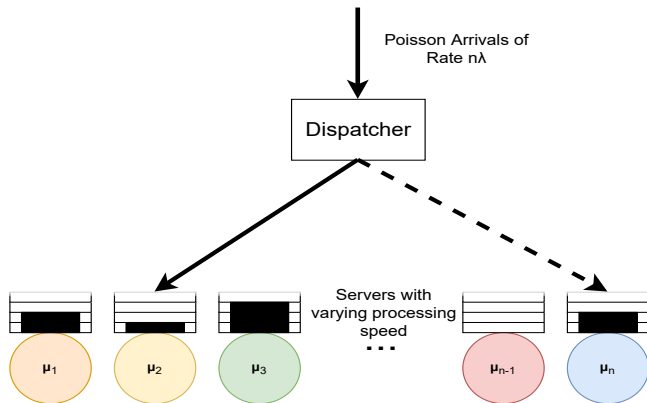 Poisson Arrivals of
Rate nλ
Dispatcher
Servers with
varying processing
speed
...
μ1
μ2
μ3
μn-1
μn